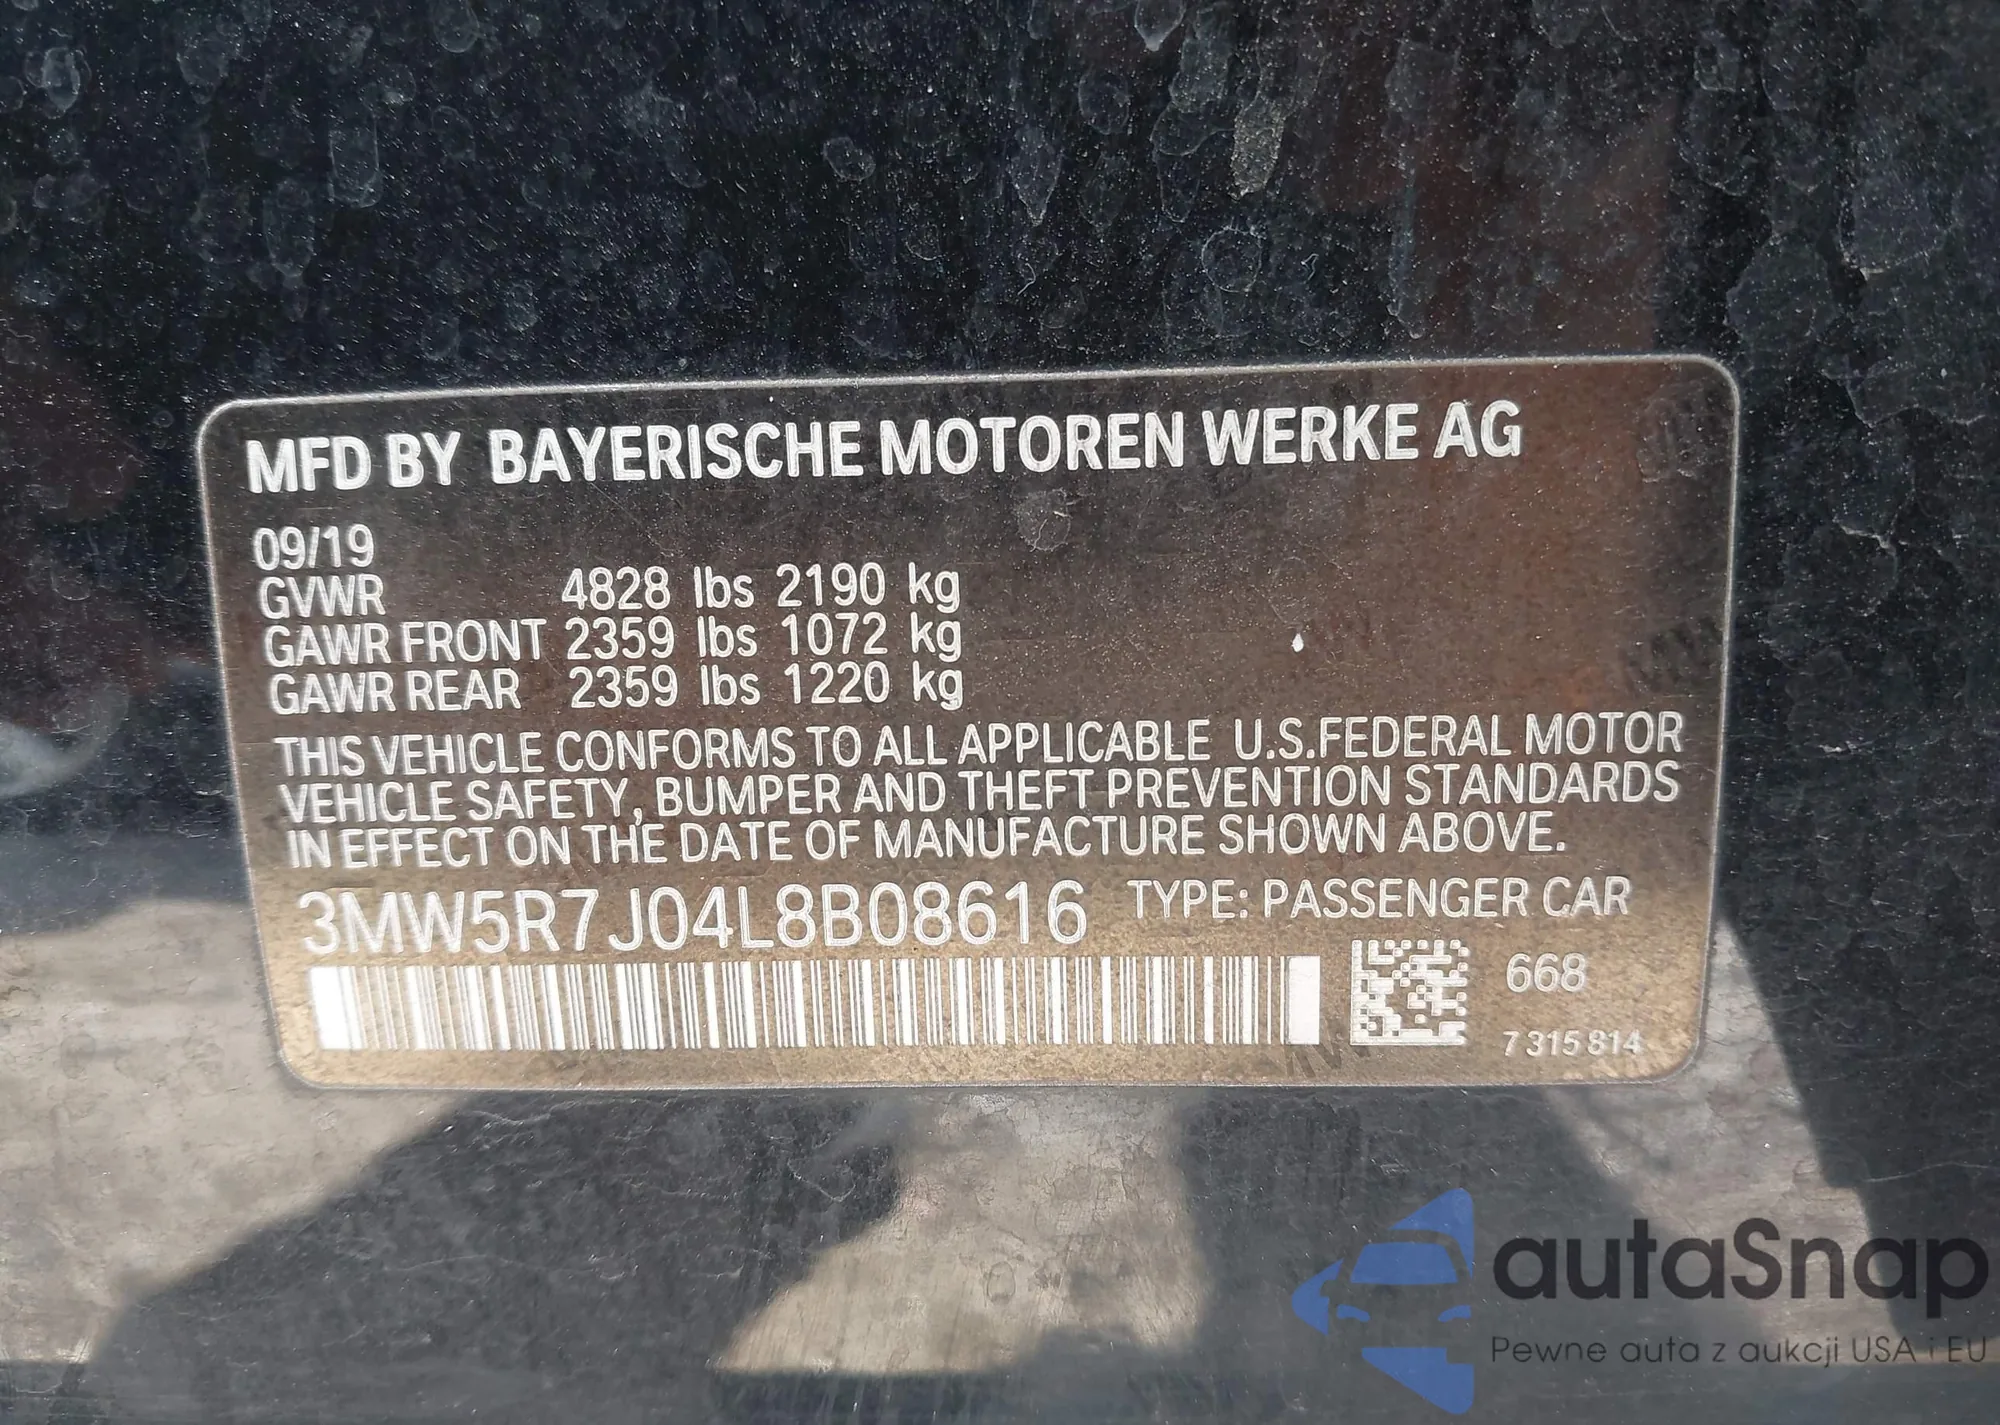 MFD BY BAYERISCHE MOTOREN WERKE AG
09/19
GVWR 4828 lbs 2190 kg
GAWR FRONT 2359 lbs 1072 kg
GAWR REAR 2359 lbs 1220 kg
THIS VEHICLE CONFORMS TO ALL APPLICABLE U.S.FEDERAL MOTOR
VEHICLE SAFETY, BUMPER AND THEFT PREVENTION STANDARDS
IN EFFECT ON THE DATE OF MANUFACTURE SHOWN ABOVE.
3MW5R7J04L8B08616 TYPE: PASSENGER CAR
668
7 315 814
autaSnap
Pewne auta z aukcji USA i EU